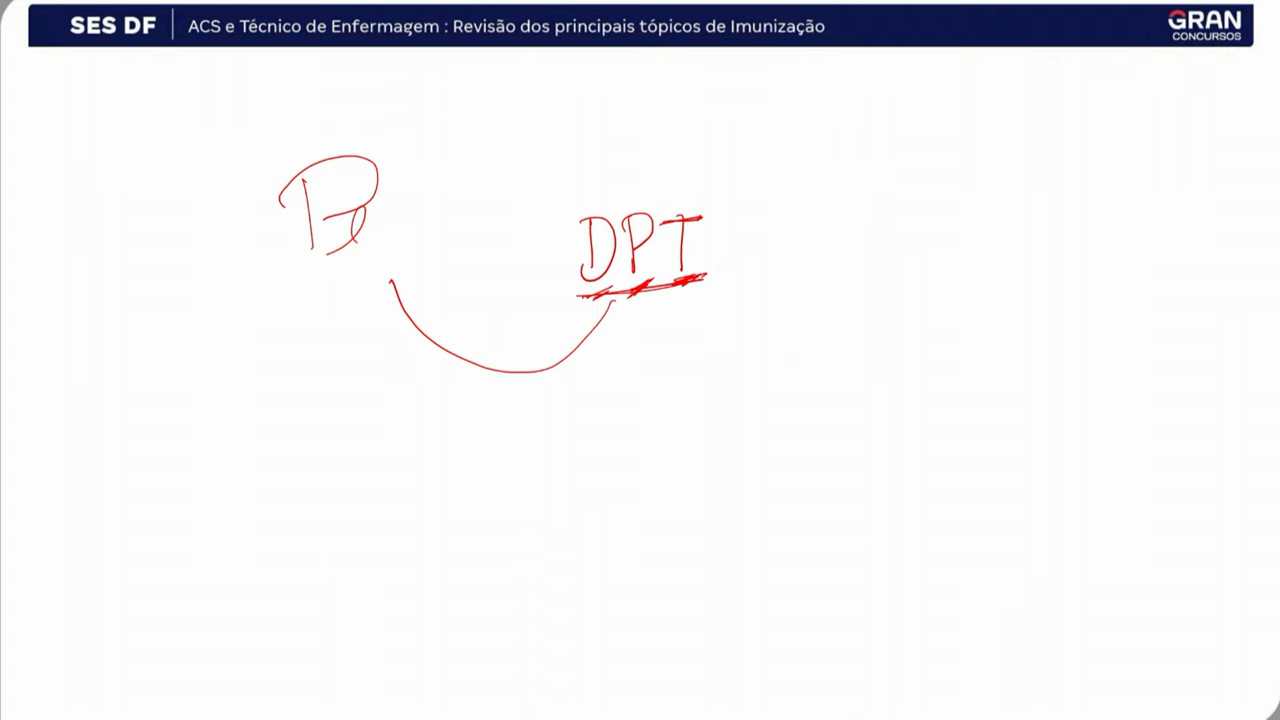 SES DF ACS e Técnico de Enfermagem : Revisão dos principais tópicos de Imunização
GRAN
CONCURSOS
DPT